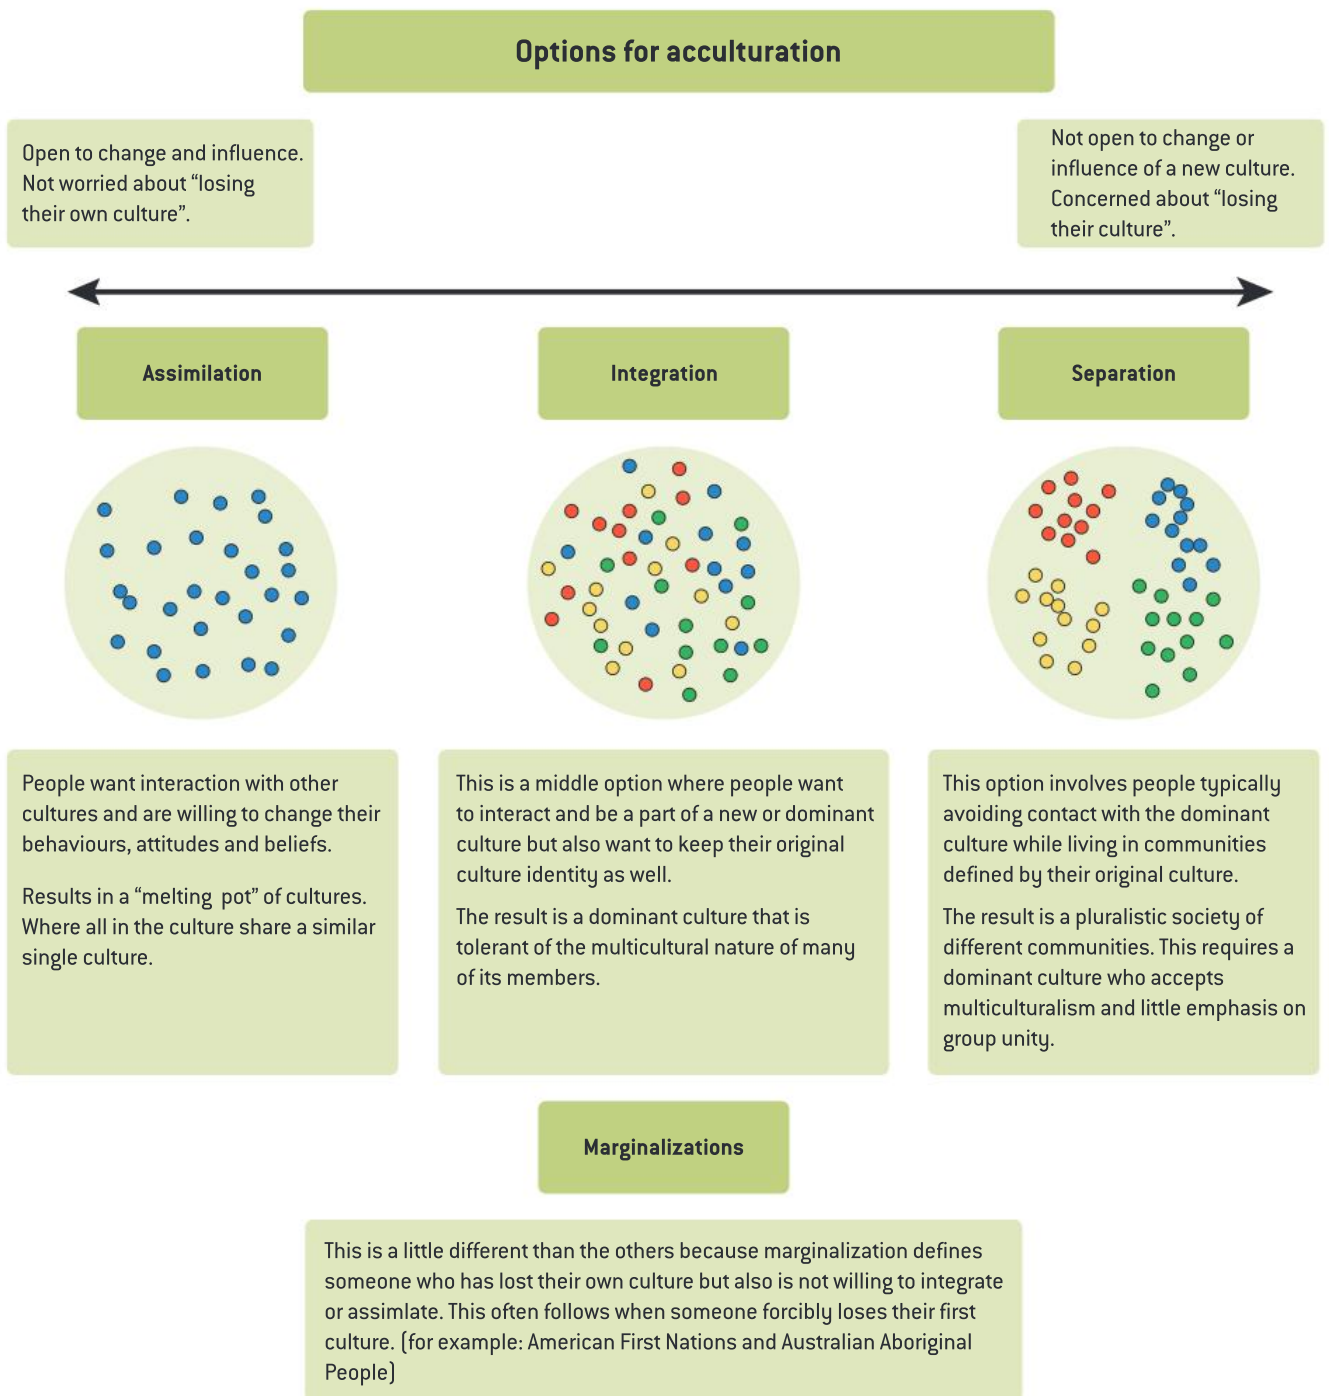 Options for acculturation
Open to change and influence.
Not worried about “losing
their own culture”.
Not open to change or
influence of a new culture.
Concerned about “losing
their culture”.
Assimilation
Integration
Separation
People want interaction with other
cultures and are willing to change their
behaviours, attitudes and beliefs.
Results in a “melting pot” of cultures.
Where all in the culture share a similar
single culture.
This is a middle option where people want
to interact and be a part of a new or dominant
culture but also want to keep their original
culture identity as well.
The result is a dominant culture that is
tolerant of the multicultural nature of many
of its members.
This option involves people typically
avoiding contact with the dominant
culture while living in communities
defined by their original culture.
The result is a pluralistic society of
different communities. This requires a
dominant culture who accepts
multiculturalism and little emphasis on
group unity.
Marginalizations
This is a little different than the others because marginalization defines
someone who has lost their own culture but also is not willing to integrate
or assimlate. This often follows when someone forcibly loses their first
culture. (for example: American First Nations and Australian Aboriginal
People)